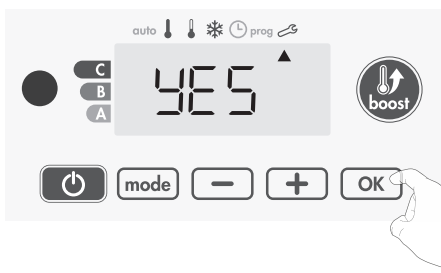 auto prog
C
B
A
YES
boost
mode − + OK